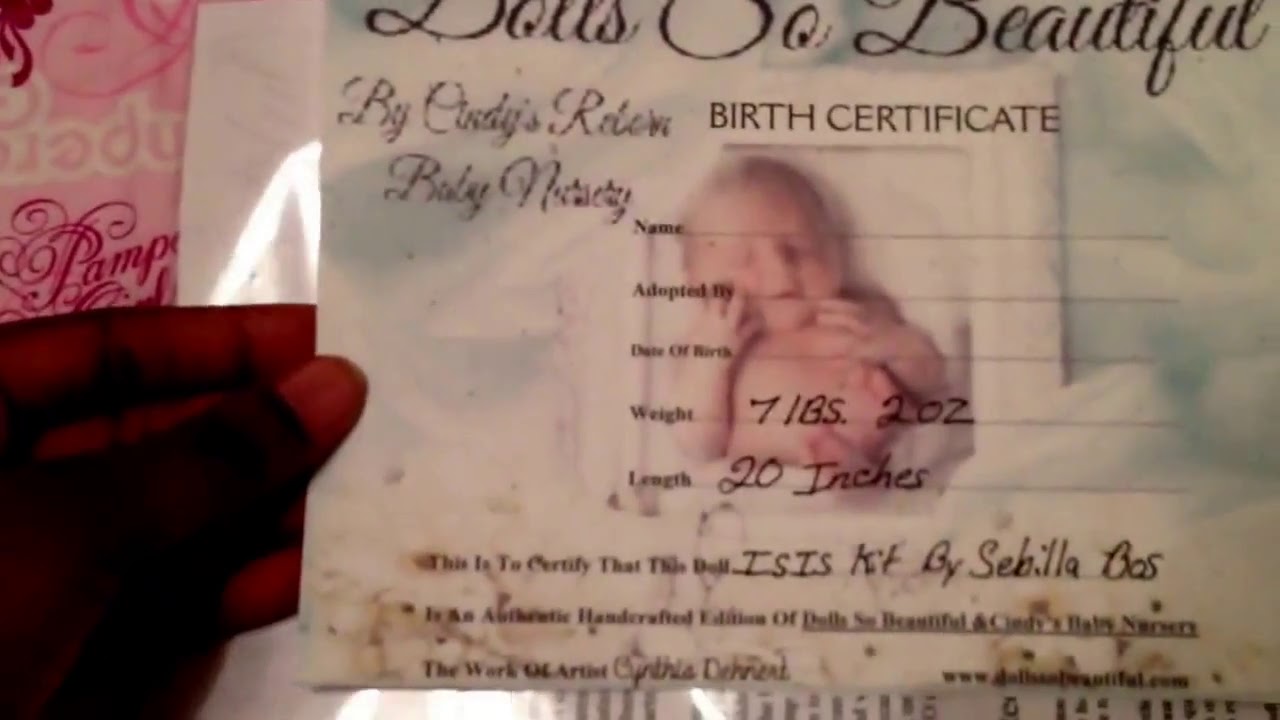 Dolls So Beautiful
By Cindy's Reborn
BIRTH CERTIFICATE
Baby Nursery
Name
Adopted By
Date Of Birth
Weight 7 lBS. 2 oz
Length 20 Inches
This Is To Certify That This Doll ISIS Kit By Sebilla Bos
Is An Authentic Handcrafted Edition Of Dolls So Beautiful & Cindy's Baby Nursery
The Work Of Artist Cynthia Dehnert
www.dollssobeautiful.com